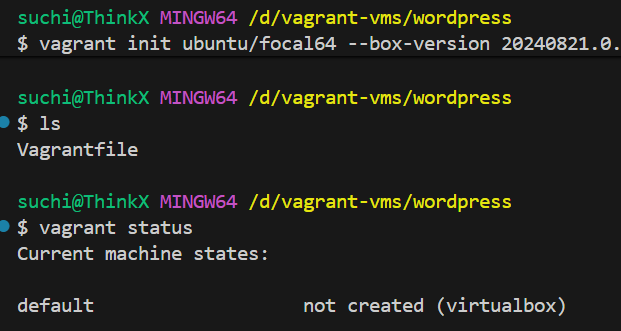 suchi@ThinkX MINGW64 /d/vagrant-vms/wordpress
$ vagrant init ubuntu/focal64 --box-version 20240821.0.
suchi@ThinkX MINGW64 /d/vagrant-vms/wordpress
$ ls
Vagrantfile
suchi@ThinkX MINGW64 /d/vagrant-vms/wordpress
$ vagrant status
Current machine states:
default                   not created (virtualbox)